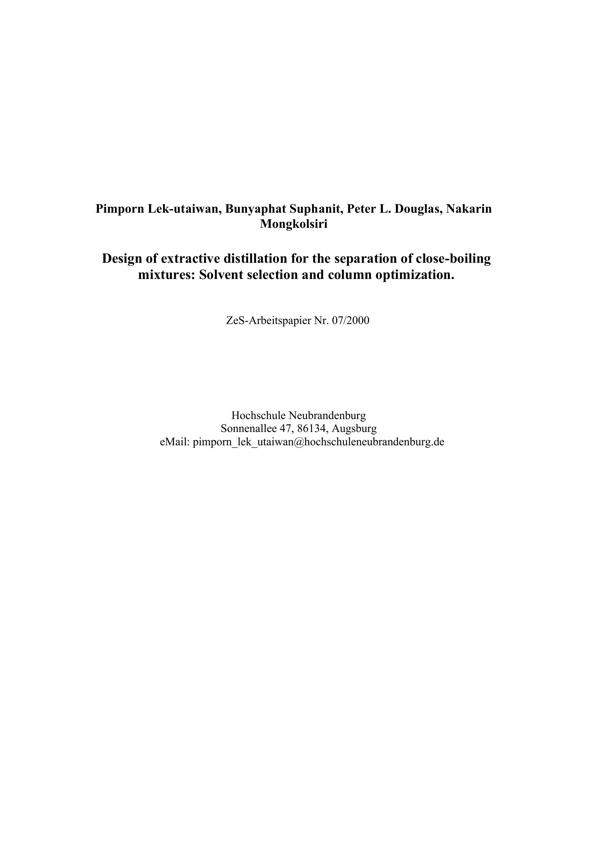 Pimporn Lek-utaiwan, Bunyaphat Suphanit, Peter L. Douglas, Nakarin
Mongkolsiri
Design of extractive distillation for the separation of close-boiling
mixtures: Solvent selection and column optimization.
ZeS-Arbeitspapier Nr. 07/2000
Hochschule Neubrandenburg
Sonnenallee 47, 86134, Augsburg
eMail: pimporn_lek_utaiwan@hochschuleneubrandenburg.de